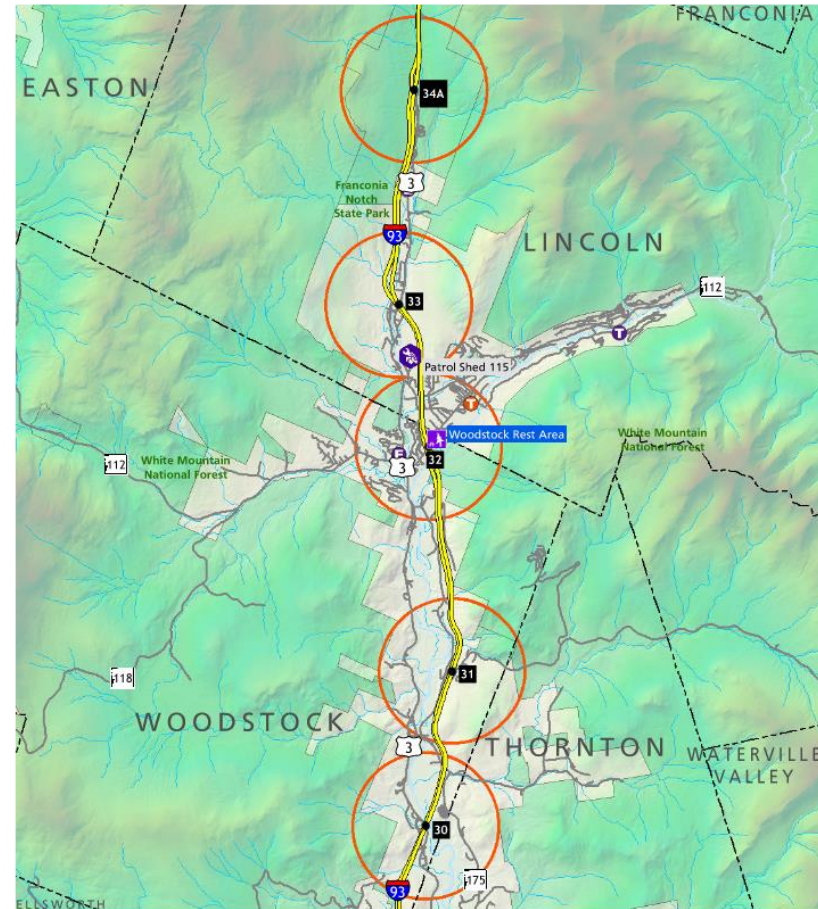 FRANCONIA
EASTON
34A
3
Franconia
Notch
State Park
93
LINCOLN
112
33
T
Patrol Shed 115
T
Woodstock Rest Area
White Mountain
National Forest
32
112
White Mountain
National Forest
F
3
31
118
WOODSTOCK
3
THORNTON
WATERVILLE
VALLEY
30
175
93
ELLSWORTH